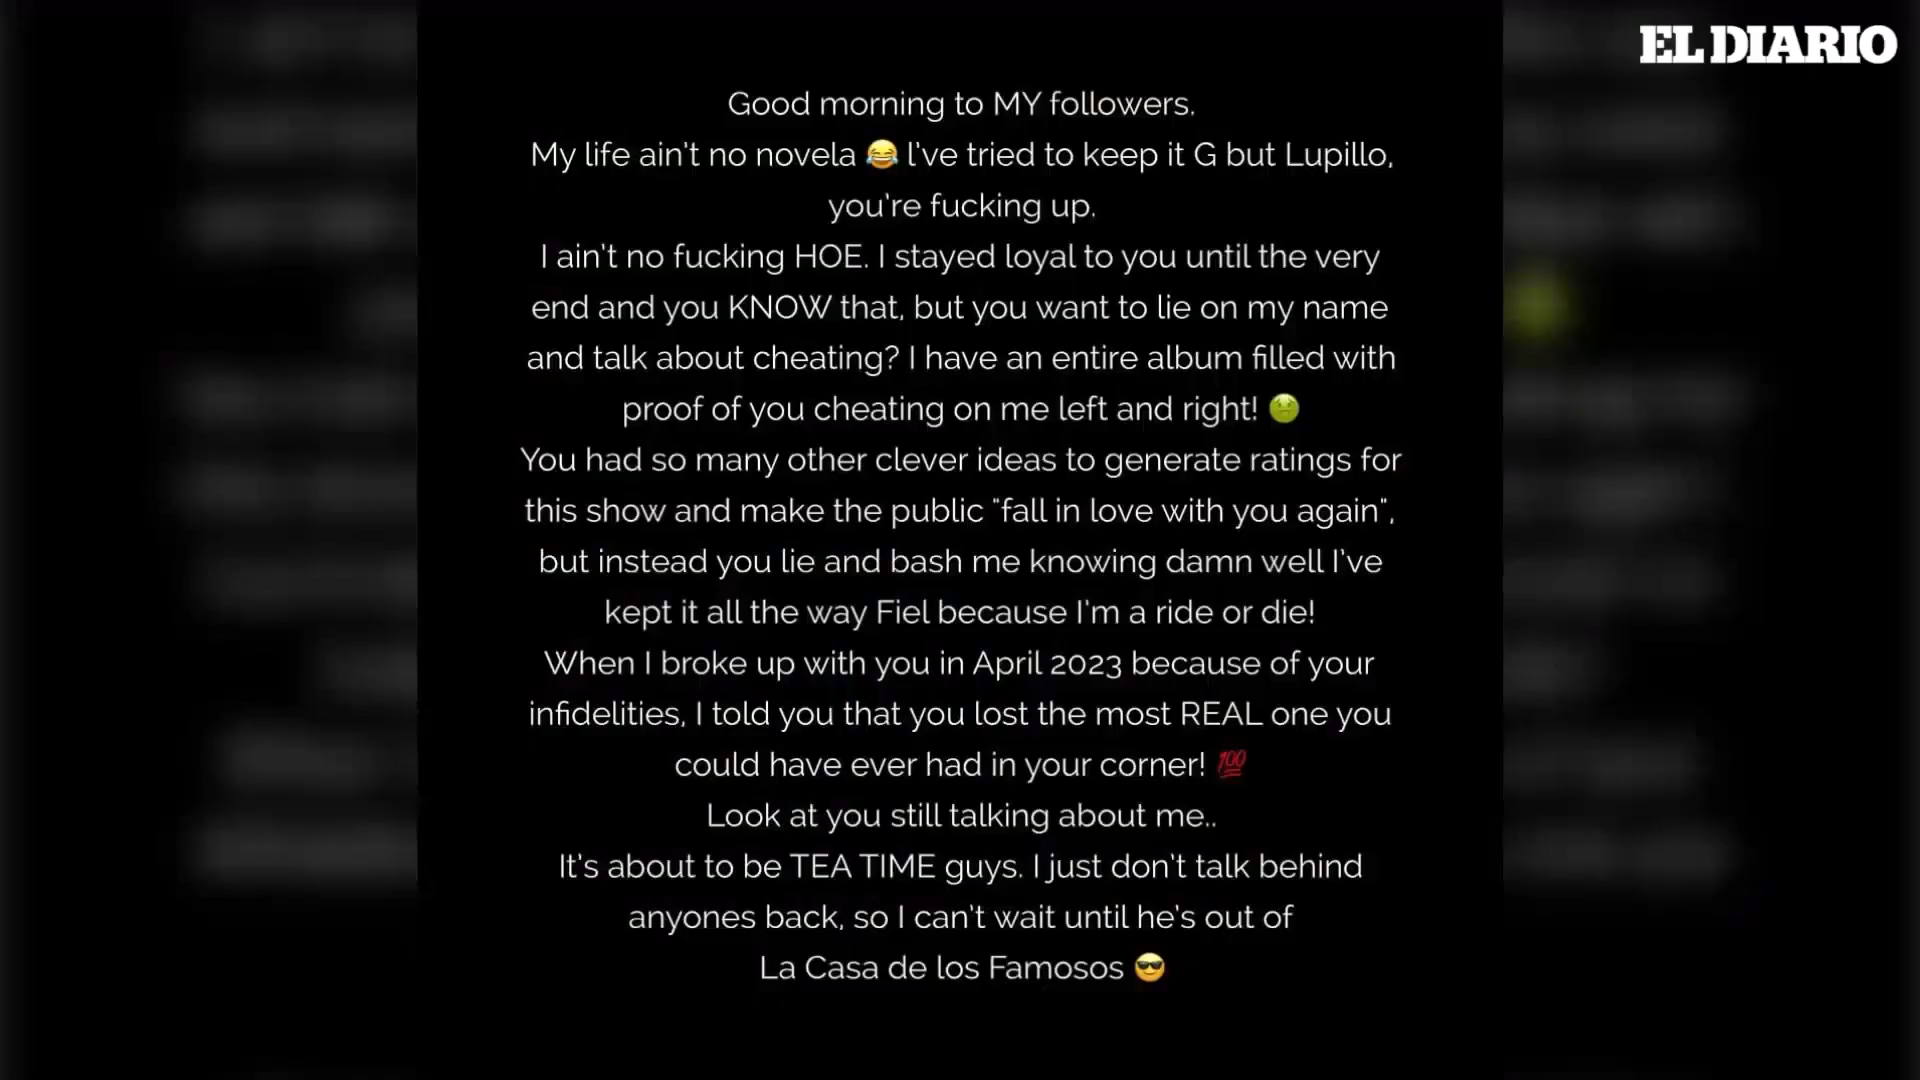 EL DIARIO
Good morning to MY followers.
My life ain't no novela 😂 I've tried to keep it G but Lupillo,
you're fucking up.
I ain't no fucking HOE. I stayed loyal to you until the very
end and you KNOW that, but you want to lie on my name
and talk about cheating? I have an entire album filled with
proof of you cheating on me left and right! 🤢
You had so many other clever ideas to generate ratings for
this show and make the public "fall in love with you again",
but instead you lie and bash me knowing damn well I've
kept it all the way Fiel because I'm a ride or die!
When I broke up with you in April 2023 because of your
infidelities, I told you that you lost the most REAL one you
could have ever had in your corner! 💯
Look at you still talking about me..
It's about to be TEA TIME guys. I just don't talk behind
anyones back, so I can't wait until he's out of
La Casa de los Famosos 😎